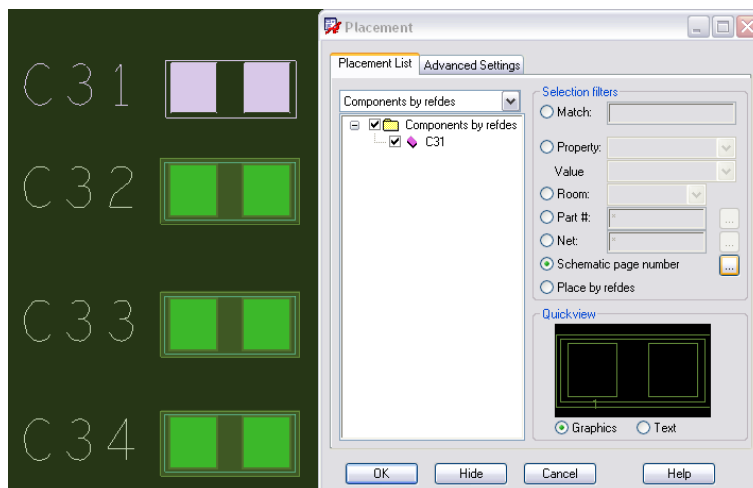 C31
C32
C33
C34
Placement
Placement List
Advanced Settings
Components by refdes
Components by refdes
C31
Selection filters
Match:
Property:
Value
Room:
Part #: *
...
Net: *
...
Schematic page number
...
Place by refdes
Quickview
1
Graphics
Text
OK
Hide
Cancel
Help